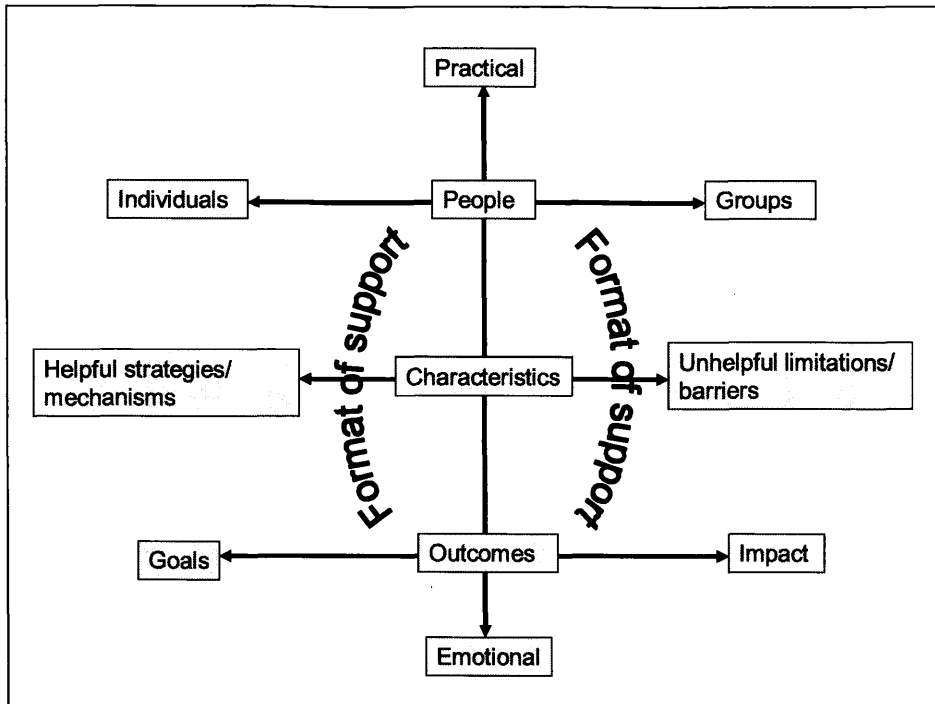 Practical
Individuals
People
Groups
Format of support
Format of support
Helpful strategies/
mechanisms
Characteristics
Unhelpful limitations/
barriers
Goals
Outcomes
Impact
Emotional